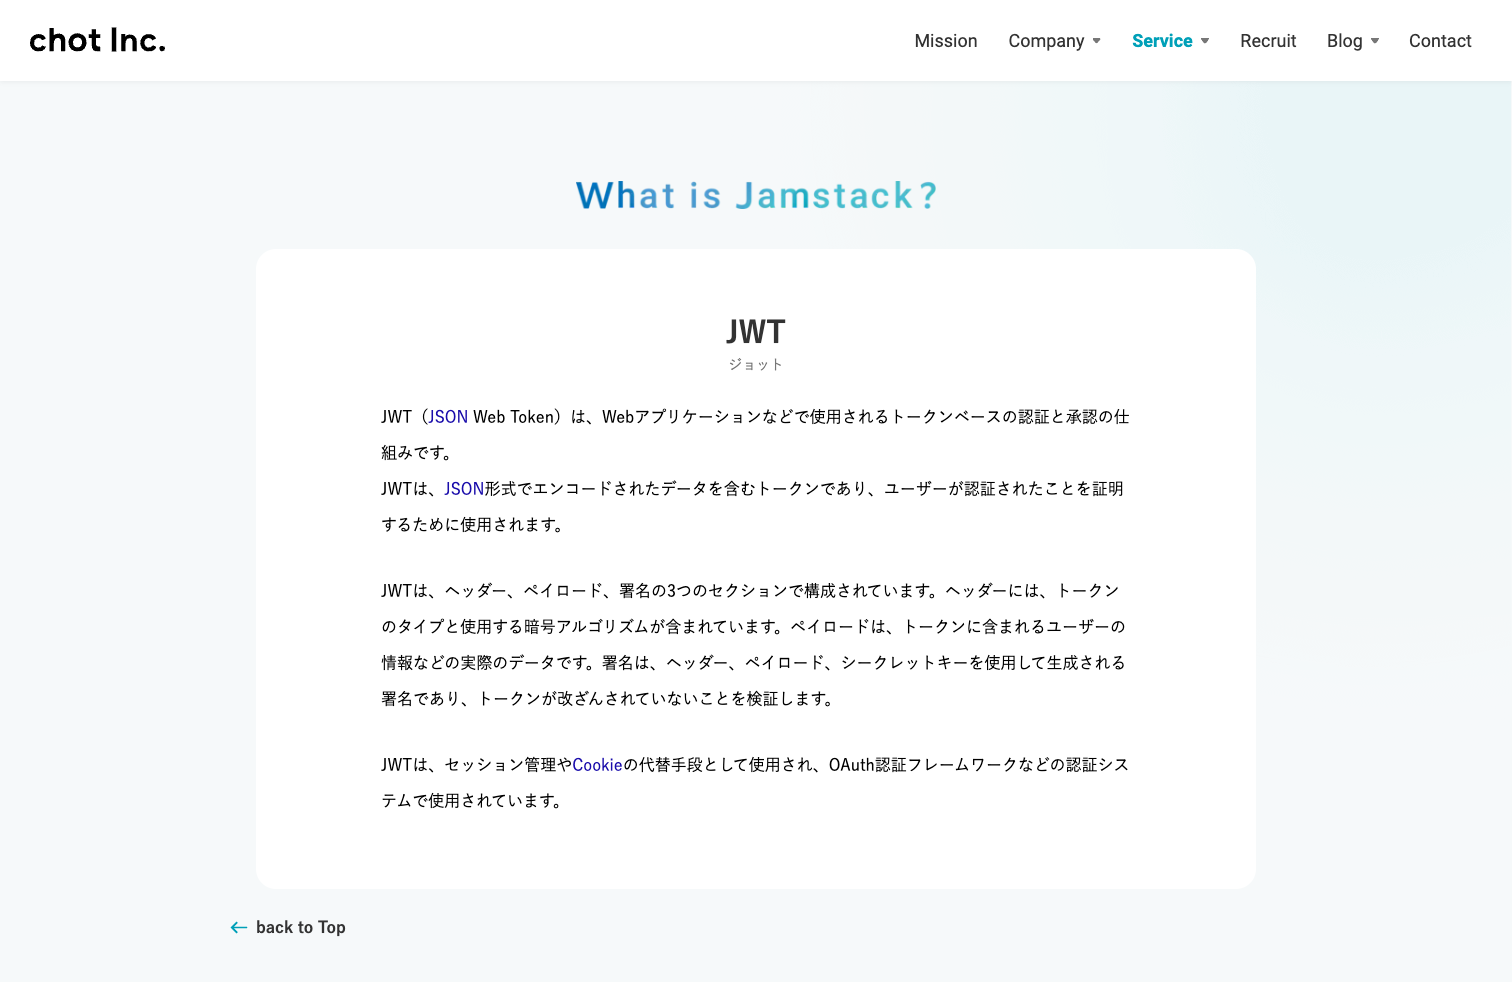 chot Inc.
Mission Company Service Recruit Blog Contact
What is Jamstack?
JWT
ジョット
JWT（JSON Web Token）は、Webアプリケーションなどで使用されるトークンベースの認証と承認の仕
組みです。
JWTは、JSON形式でエンコードされたデータを含むトークンであり、ユーザーが認証されたことを証明
するために使用されます。
JWTは、ヘッダー、ペイロード、署名の3つのセクションで構成されています。ヘッダーには、トークン
のタイプと使用する暗号アルゴリズムが含まれています。ペイロードは、トークンに含まれるユーザーの
情報などの実際のデータです。署名は、ヘッダー、ペイロード、シークレットキーを使用して生成される
署名であり、トークンが改ざんされていないことを検証します。
JWTは、セッション管理やCookieの代替手段として使用され、OAuth認証フレームワークなどの認証シス
テムで使用されています。
back to Top